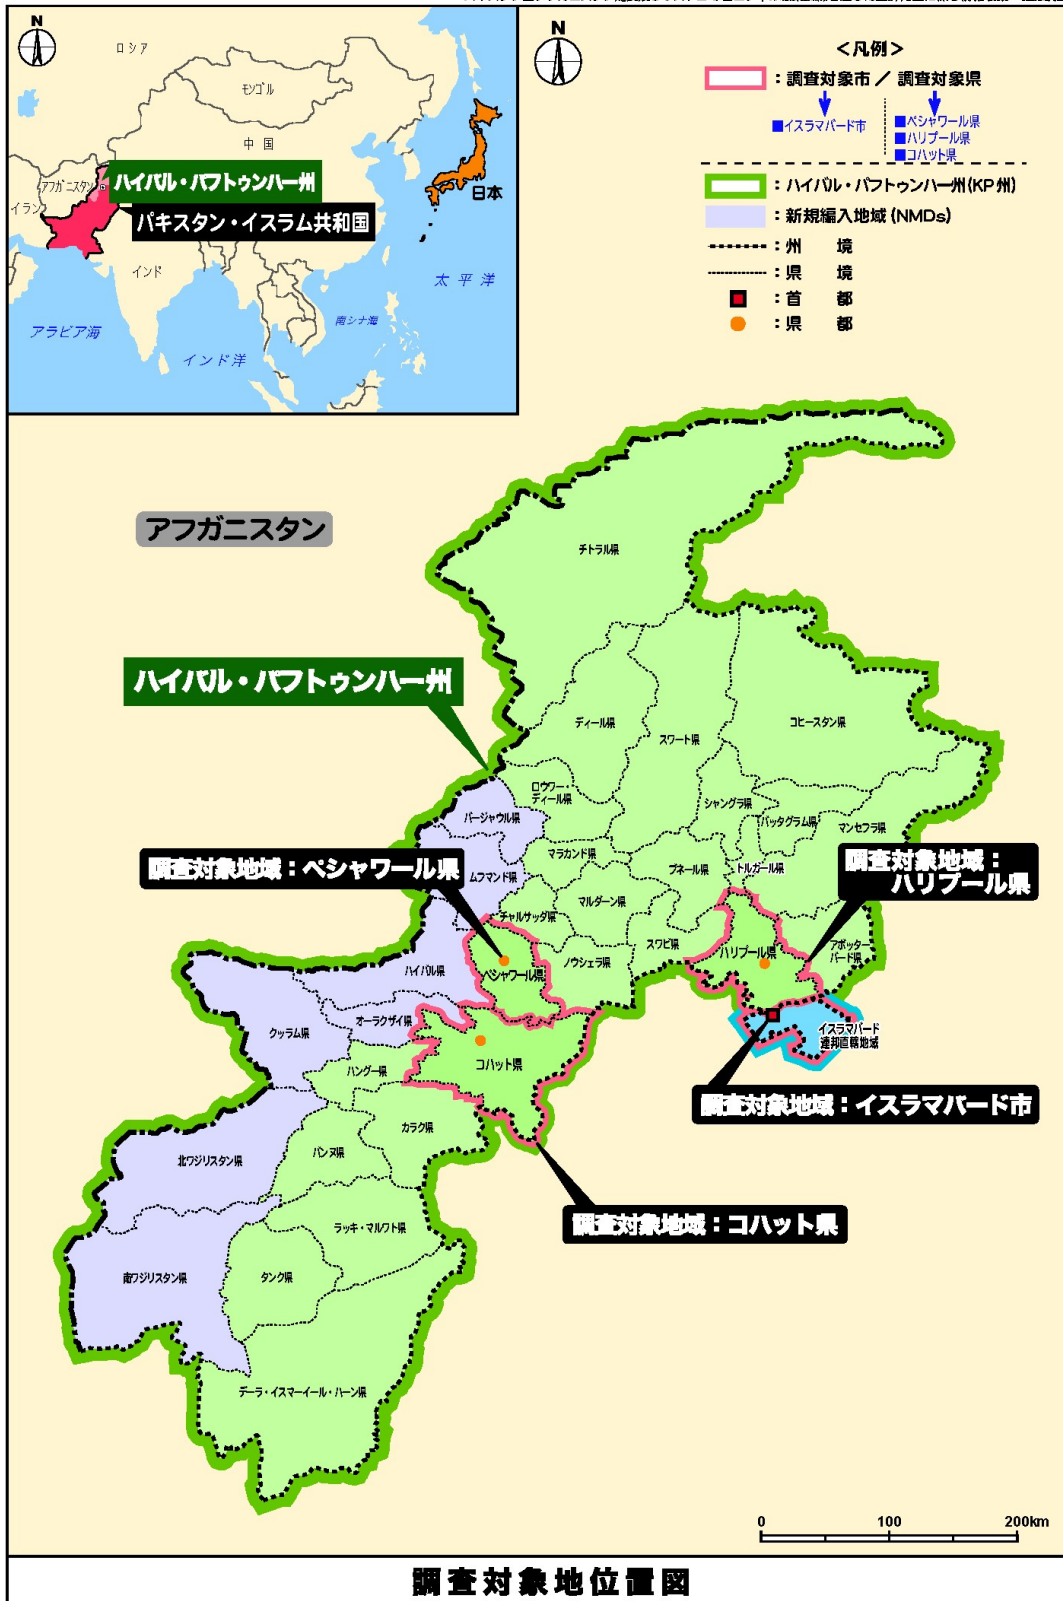 N
ロシア
モンゴル
中国
アフガニスタン
ハイバル・パフトゥンハー州
イラン
パキスタン・イスラム共和国
日本
インド
太平洋
南シナ海
アラビア海
インド洋
N
<凡例>
：調査対象市 / 調査対象県
■イスラマバード市
■ペシャワール県
■ハリプール県
■コハット県
：ハイバル・パフトゥンハー州(KP州)
：新規編入地域(NMDs)
：州 境
：県 境
：首 都
：県 都
アフガニスタン
チトラル県
ハイバル・パフトゥンハー州
ディール県
スワート県
コヒースタン県
ロウワー・
ディール県
シャングラ県
バッタグラム県
マンセフラ県
バージャウル県
マラカンド県
ブネール県
トルガール県
調査対象地域：ペシャワール県
調査対象地域：
ハリプール県
ムフマンド県
マルダーン県
チャルサッダ県
スワビ県
ノウシェラ県
ハリプール県
アボッター
バード県
ハイバル県
ペシャワール県
クッラム県
オーラクザイ県
イスラマバード
連邦直轄地域
ハングー県
コハット県
調査対象地域：イスラマバード市
カラク県
バンヌ県
北ワジリスタン県
ラッキ・マルワト県
調査対象地域：コハット県
南ワジリスタン県
タンク県
デーラ・イスマーイール・ハーン県
0 100 200km
調査対象地位置図